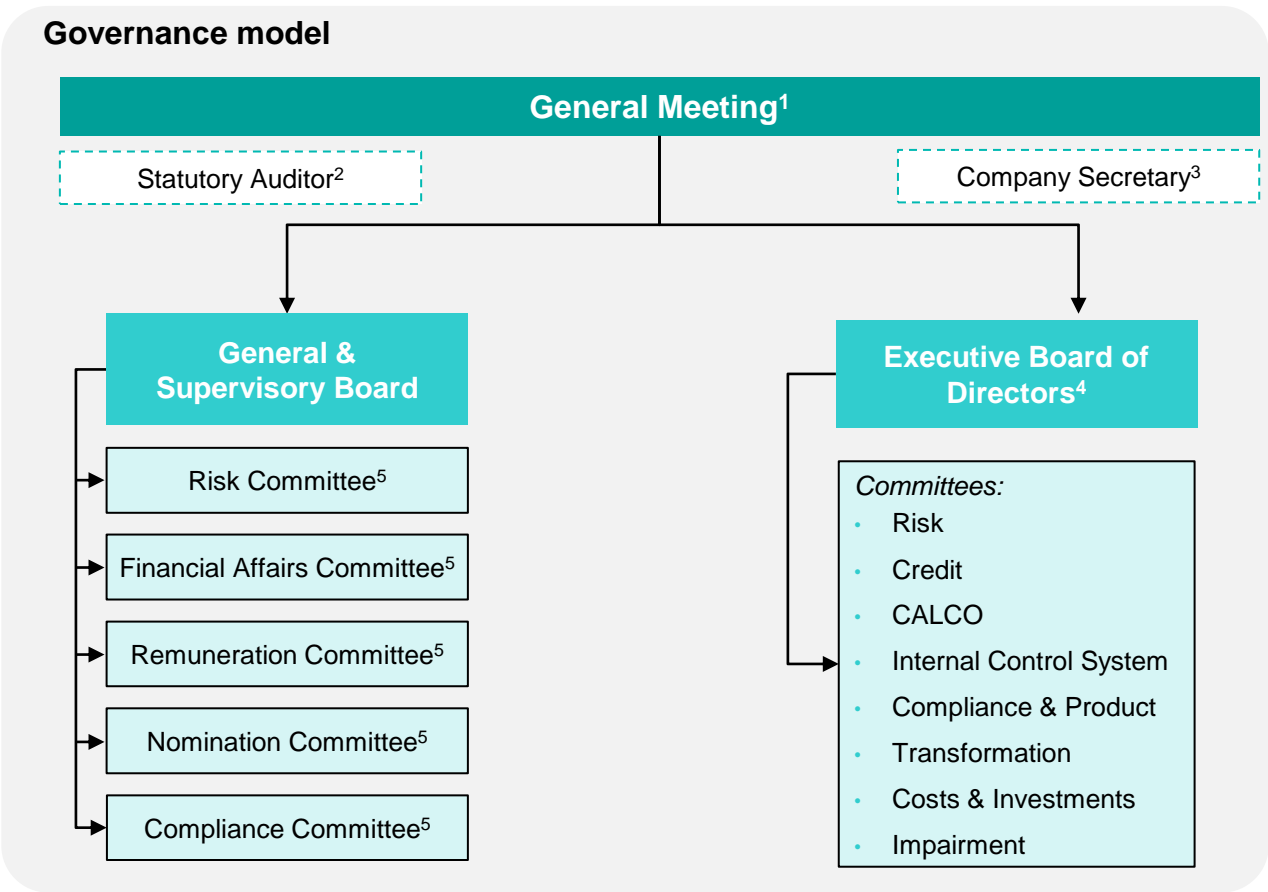 Governance model
General Meeting¹
Statutory Auditor²
Company Secretary³
General &
Supervisory Board
Executive Board of
Directors⁴
Risk Committee⁵
Financial Affairs Committee⁵
Remuneration Committee⁵
Nomination Committee⁵
Compliance Committee⁵
Committees:
• Risk
• Credit
• CALCO
• Internal Control System
• Compliance & Product
• Transformation
• Costs & Investments
• Impairment